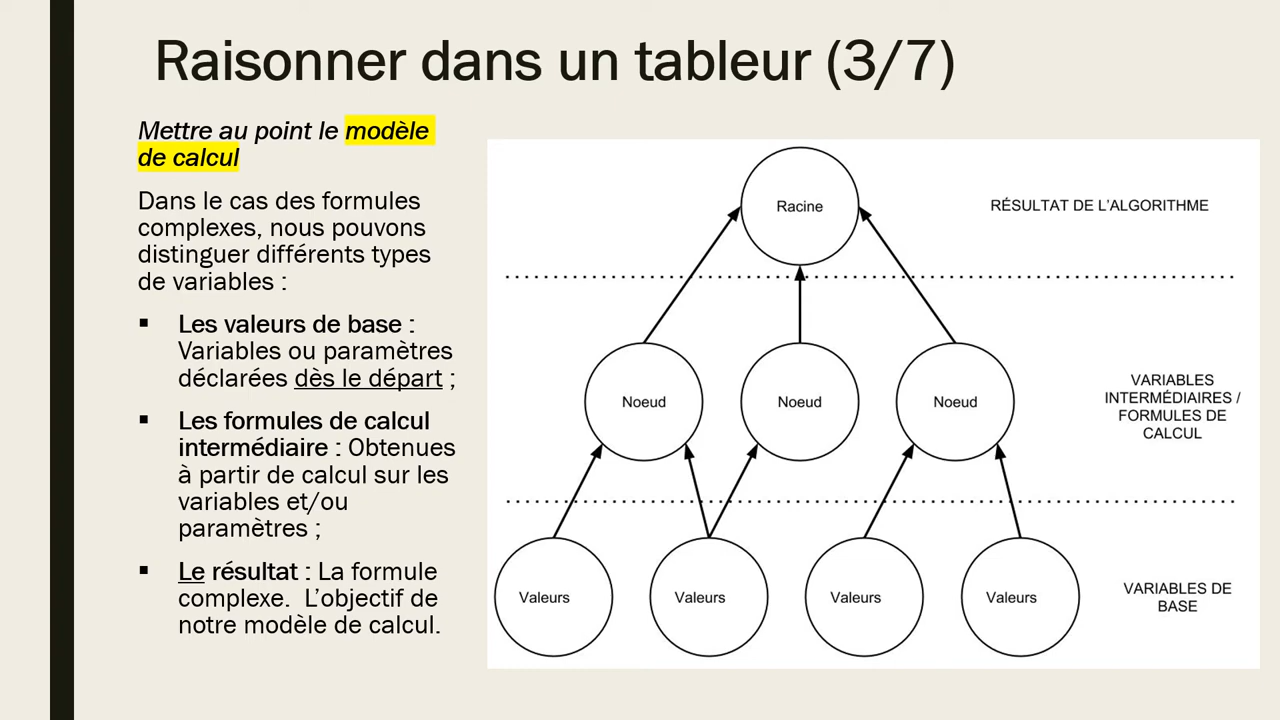 Raisonner dans un tableur (3/7)
Mettre au point le modèle
de calcul
Dans le cas des formules
complexes, nous pouvons
distinguer différents types
de variables :
▪ Les valeurs de base :
Variables ou paramètres
déclarées dès le départ ;
▪ Les formules de calcul
intermédiaire : Obtenues
à partir de calcul sur les
variables et/ou
paramètres ;
▪ Le résultat : La formule
complexe. L'objectif de
notre modèle de calcul.
Racine
RÉSULTAT DE L'ALGORITHME
Noeud
Noeud
Noeud
VARIABLES
INTERMÉDIAIRES /
FORMULES DE
CALCUL
Valeurs
Valeurs
Valeurs
Valeurs
VARIABLES DE
BASE